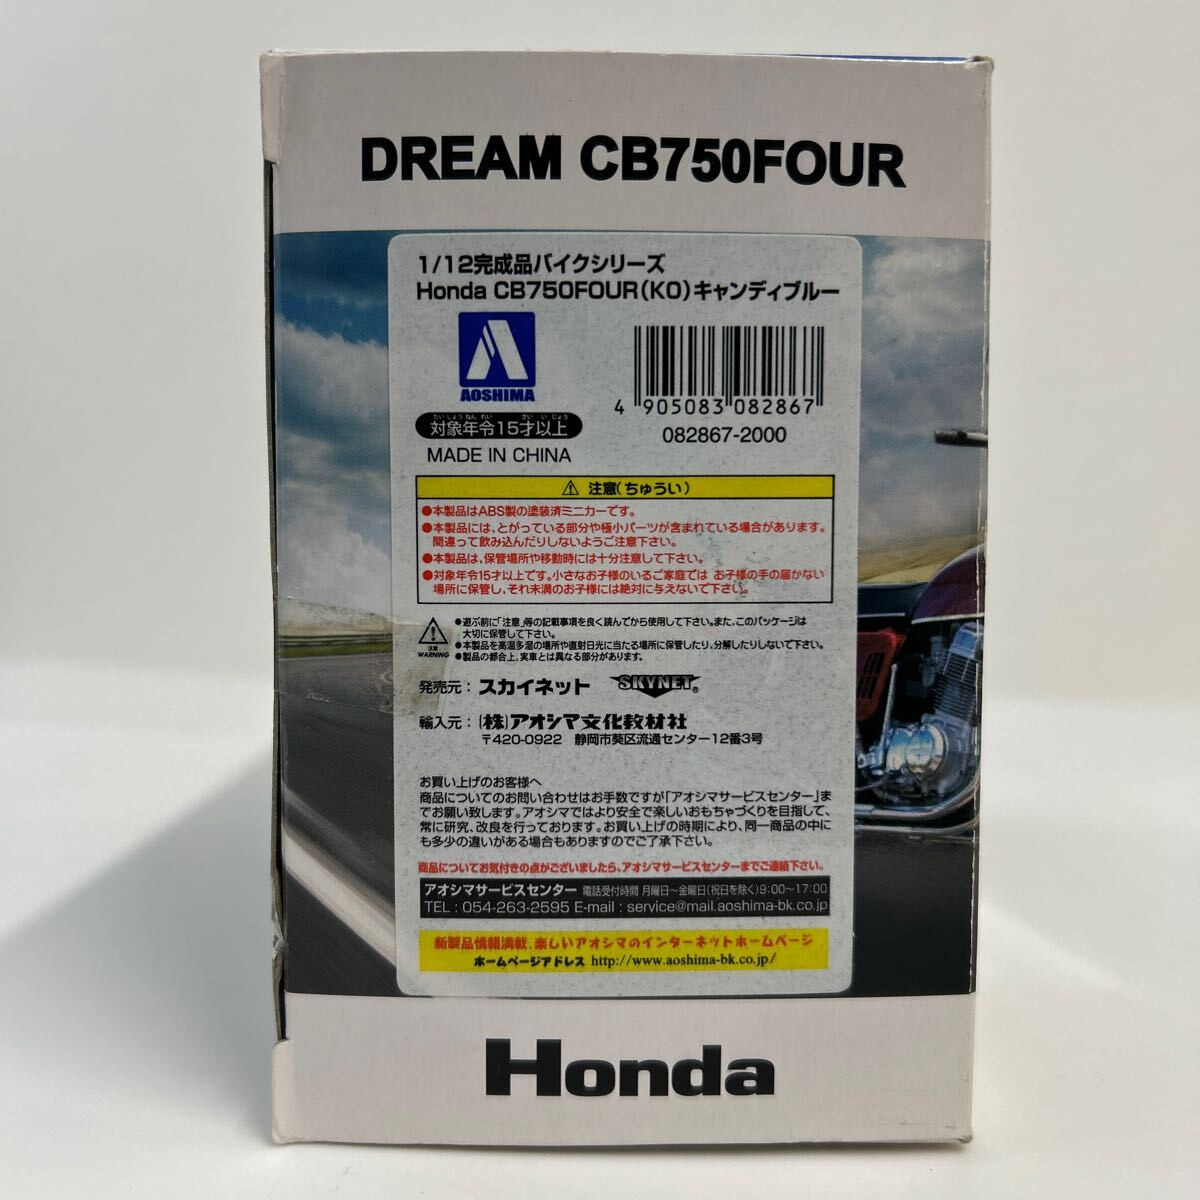 DREAM CB750FOUR
1/12完成品バイクシリーズ
Honda CB750FOUR(K0)キャンディブルー
AOSHIMA
4 905083 082867
たいしょうねんれい さいいじょう
対象年令15才以上
082867-2000
MADE IN CHINA
注意(ちゅうい)
●本製品はABS製の塗装済ミニカーです。
●本製品には、とがっている部分や極小パーツが含まれている場合があります。
間違って飲み込んだりしないようご注意下さい。
●本製品は、保管場所や移動時には十分注意して下さい。
●対象年令15才以上です。小さなお子様のいるご家庭では お子様の手の届かない
場所に保管し、それ未満のお子様には絶対に与えないで下さい。
注意
WARNING
●遊ぶ前に「注意」等の記載事項を良く読んでから使用して下さい。また、このパッケージは
大切に保管して下さい。
●本製品を高温多湿の場所や直射日光に当たる場所に保管したり、分解したりしないで下さい。
●製品の都合上、実車とは異なる部分があります。
発売元：スカイネット SKYNET®
輸入元：(株)アオシマ文化教材社
〒420-0922 静岡市葵区流通センター12番3号
お買い上げのお客様へ
商品についてのお問い合わせはお手数ですが「アオシマサービスセンター」ま
でお願い致します。アオシマではより安全で楽しいおもちゃづくりを目指して、
常に研究、改良を行っております。お買い上げの時期により、同一商品の中に
も多少の違いがある場合もありますのでご了承下さい。
商品についてお気付きの点がございましたら、アオシマサービスセンターまでご連絡下さい。
アオシマサービスセンター 電話受付時間 月曜日～金曜日(祝日を除く)9:00～17:00
TEL：054-263-2595 E-mail：service@mail.aoshima-bk.co.jp
新製品情報満載、楽しいアオシマのインターネットホームページ
ホームページアドレス http://www.aoshima-bk.co.jp/
Honda